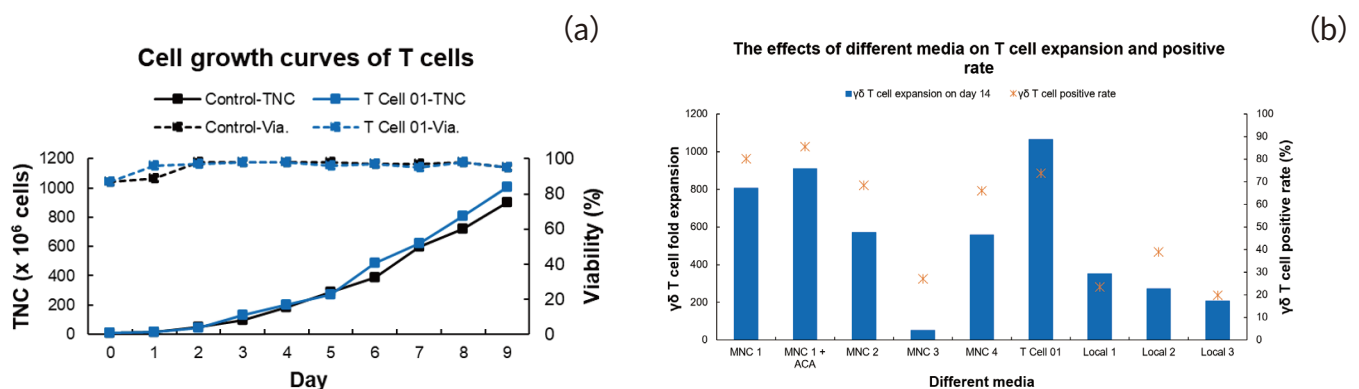 (a)
Cell growth curves of T cells
Control-TNC T Cell 01-TNC
Control-Via. T Cell 01-Via.
TNC (x 10⁶ cells)
1200
1000
800
600
400
200
0
100
80
60
40
20
0
Viability (%)
0 1 2 3 4 5 6 7 8 9
Day
(b)
The effects of different media on T cell expansion and positive
rate
γδ T cell expansion on day 14 γδ T cell positive rate
γδ T cell fold expansion
1200
1000
800
600
400
200
0
100
90
80
70
60
50
40
30
20
10
0
γδ T cell positive rate (%)
MNC 1 MNC 1 + MNC 2 MNC 3 MNC 4 T Cell 01 Local 1 Local 2 Local 3
ACA
Different media